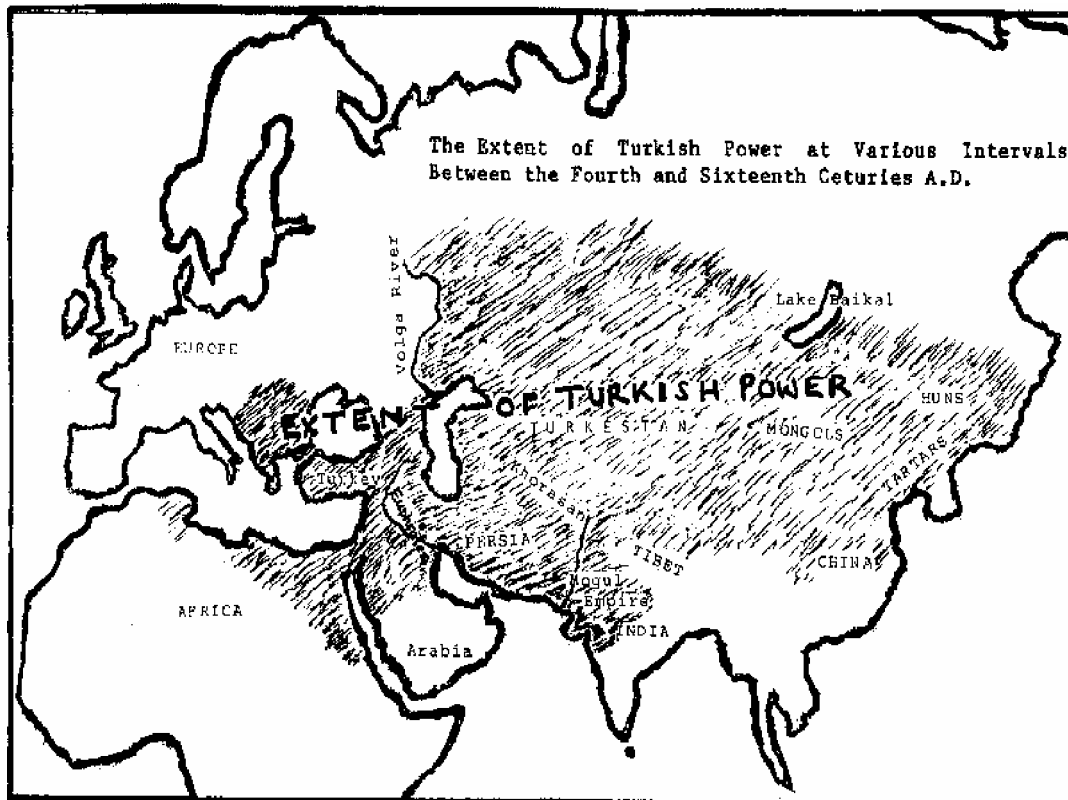 The Extent of Turkish Power at Various Intervals
Between the Fourth and Sixteenth Ceturies A.D.
Volga River
Lake Baikal
EUROPE
EXTENT OF TURKISH POWER
HUNS
TURKESTAN
MONGOLS
TARTARS
Turkey
Khorasan
PERSIA
TIBET
CHINA
Mogul
Empire
AFRICA
INDIA
Arabia